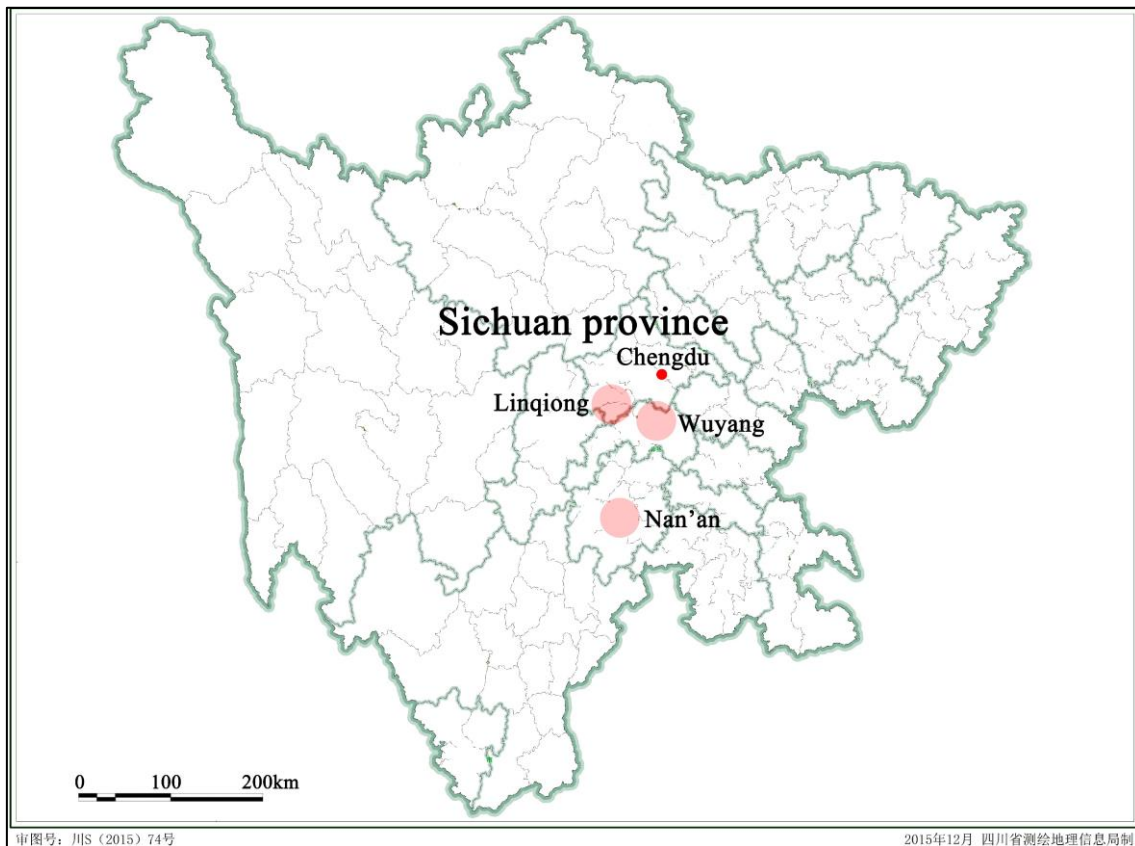 Sichuan province
Chengdu
Linqiong
Wuyang
Nan’an
0 100 200km
审图号：川S（2015）74号
2015年12月 四川省测绘地理信息局制